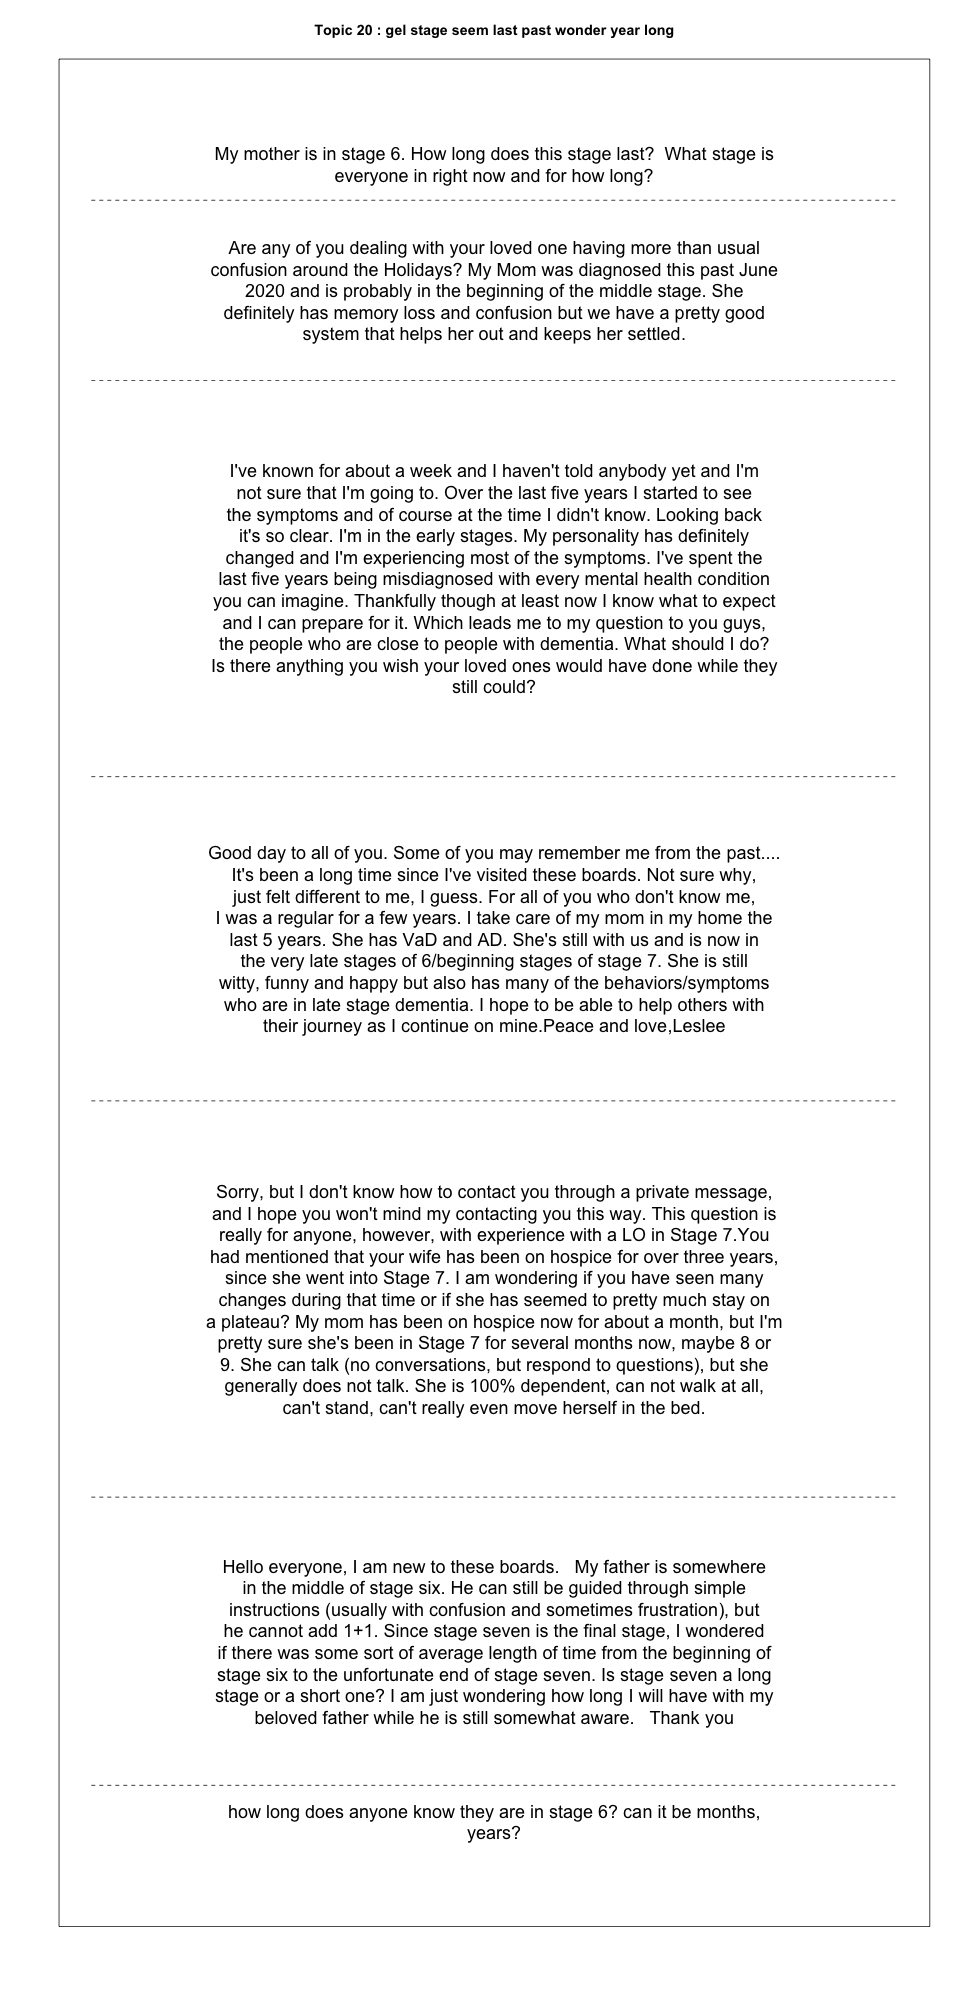 Topic 20 : gel stage seem last past wonder year long
My mother is in stage 6. How long does this stage last?  What stage is
everyone in right now and for how long?
Are any of you dealing with your loved one having more than usual
confusion around the Holidays? My Mom was diagnosed this past June
2020 and is probably in the beginning of the middle stage. She
definitely has memory loss and confusion but we have a pretty good
system that helps her out and keeps her settled.
I've known for about a week and I haven't told anybody yet and I'm
not sure that I'm going to. Over the last five years I started to see
the symptoms and of course at the time I didn't know. Looking back
it's so clear. I'm in the early stages. My personality has definitely
changed and I'm experiencing most of the symptoms. I've spent the
last five years being misdiagnosed with every mental health condition
you can imagine. Thankfully though at least now I know what to expect
and I can prepare for it. Which leads me to my question to you guys,
the people who are close to people with dementia. What should I do?
Is there anything you wish your loved ones would have done while they
still could?
Good day to all of you. Some of you may remember me from the past....
It's been a long time since I've visited these boards. Not sure why,
just felt different to me, I guess. For all of you who don't know me,
I was a regular for a few years. I take care of my mom in my home the
last 5 years. She has VaD and AD. She's still with us and is now in
the very late stages of 6/beginning stages of stage 7. She is still
witty, funny and happy but also has many of the behaviors/symptoms
who are in late stage dementia. I hope to be able to help others with
their journey as I continue on mine.Peace and love,Leslee
Sorry, but I don't know how to contact you through a private message,
and I hope you won't mind my contacting you this way. This question is
really for anyone, however, with experience with a LO in Stage 7.You
had mentioned that your wife has been on hospice for over three years,
since she went into Stage 7. I am wondering if you have seen many
changes during that time or if she has seemed to pretty much stay on
a plateau? My mom has been on hospice now for about a month, but I'm
pretty sure she's been in Stage 7 for several months now, maybe 8 or
9. She can talk (no conversations, but respond to questions), but she
generally does not talk. She is 100% dependent, can not walk at all,
can't stand, can't really even move herself in the bed.
Hello everyone, I am new to these boards.   My father is somewhere
in the middle of stage six. He can still be guided through simple
instructions (usually with confusion and sometimes frustration), but
he cannot add 1+1. Since stage seven is the final stage, I wondered
if there was some sort of average length of time from the beginning of
stage six to the unfortunate end of stage seven. Is stage seven a long
stage or a short one? I am just wondering how long I will have with my
beloved father while he is still somewhat aware.   Thank you
how long does anyone know they are in stage 6? can it be months,
years?